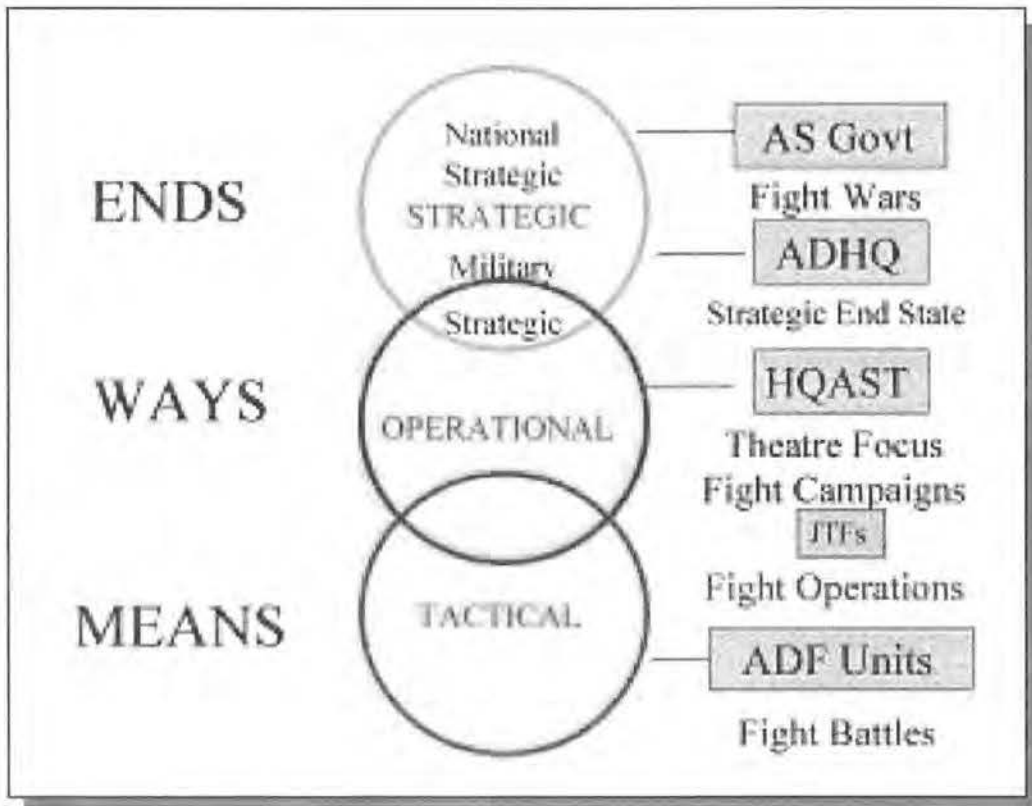 ENDS
National
Strategic
STRATEGIC
Military
Strategic
AS Govt
Fight Wars
ADHQ
Strategic End State
WAYS
OPERATIONAL
HQAST
Theatre Focus
Fight Campaigns
JTFs
Fight Operations
MEANS
TACTICAL
ADF Units
Fight Battles